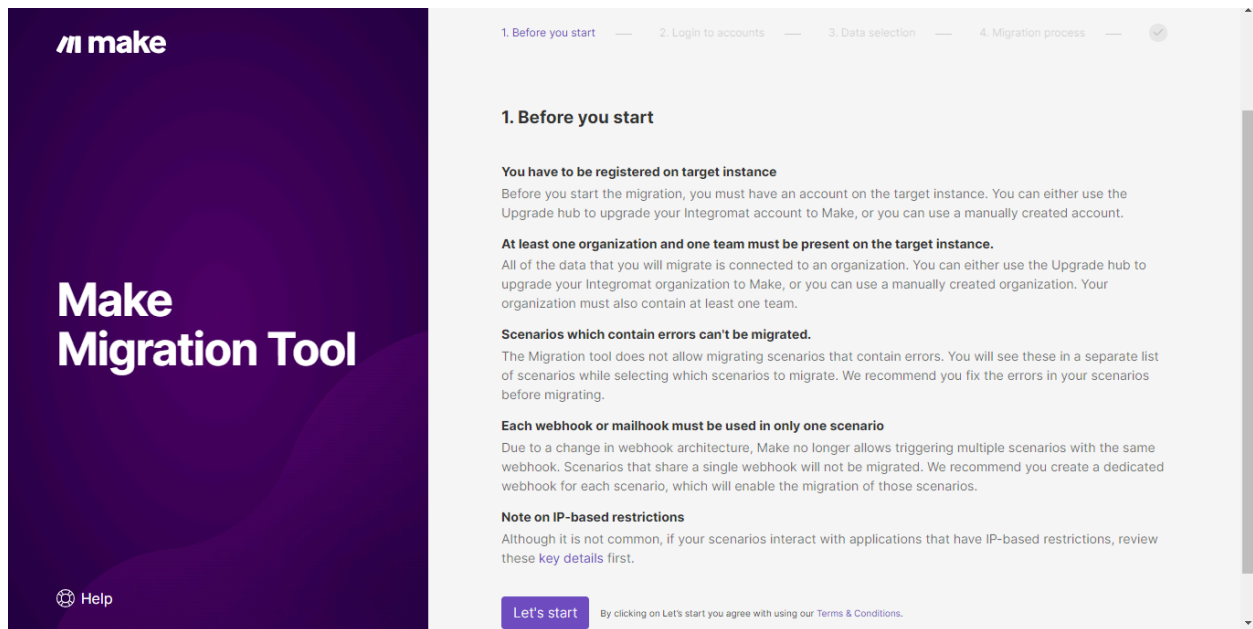 make
Make
Migration Tool
Help
1. Before you start — 2. Login to accounts — 3. Data selection — 4. Migration process —
1. Before you start
You have to be registered on target instance
Before you start the migration, you must have an account on the target instance. You can either use the
Upgrade hub to upgrade your Integromat account to Make, or you can use a manually created account.
At least one organization and one team must be present on the target instance.
All of the data that you will migrate is connected to an organization. You can either use the Upgrade hub to
upgrade your Integromat organization to Make, or you can use a manually created organization. Your
organization must also contain at least one team.
Scenarios which contain errors can't be migrated.
The Migration tool does not allow migrating scenarios that contain errors. You will see these in a separate list
of scenarios while selecting which scenarios to migrate. We recommend you fix the errors in your scenarios
before migrating.
Each webhook or mailhook must be used in only one scenario
Due to a change in webhook architecture, Make no longer allows triggering multiple scenarios with the same
webhook. Scenarios that share a single webhook will not be migrated. We recommend you create a dedicated
webhook for each scenario, which will enable the migration of those scenarios.
Note on IP-based restrictions
Although it is not common, if your scenarios interact with applications that have IP-based restrictions, review
these key details first.
Let's start By clicking on Let's start you agree with using our Terms & Conditions.